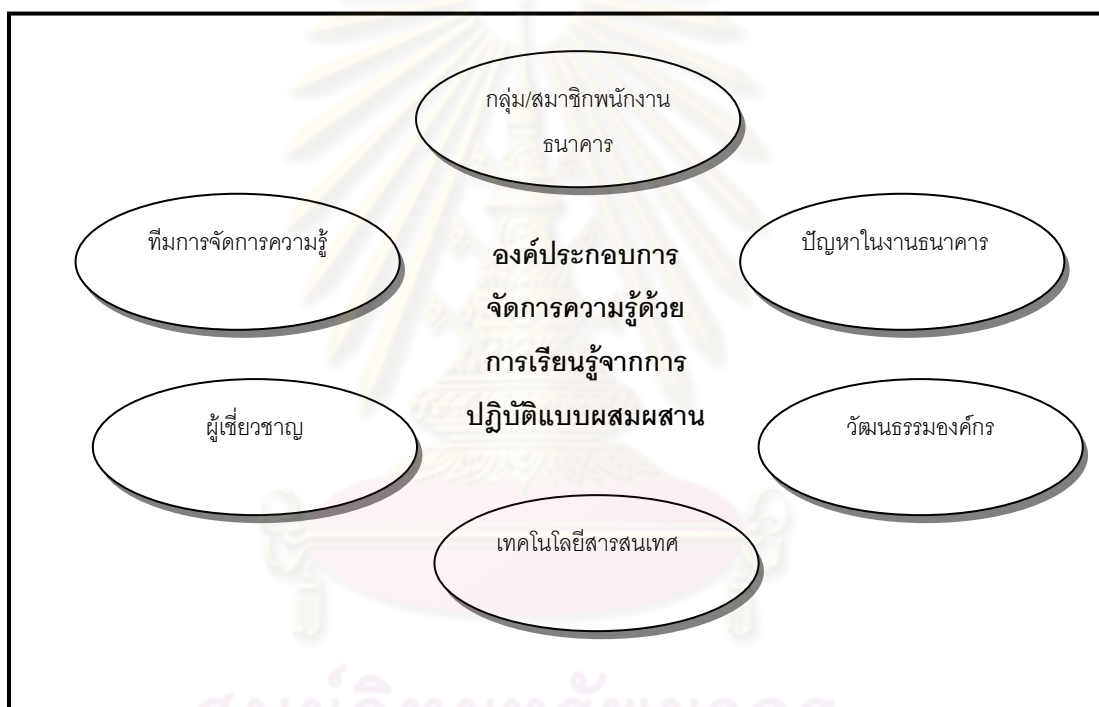 กลุ่ม/สมาชิกพนักงาน
ธนาคาร
ทีมการจัดการความรู้
ปัญหาในงานธนาคาร
องค์ประกอบการ
จัดการความรู้ด้วย
การเรียนรู้จากการ
ปฏิบัติแบบผสมผสาน
ผู้เชี่ยวชาญ
วัฒนธรรมองค์กร
เทคโนโลยีสารสนเทศ